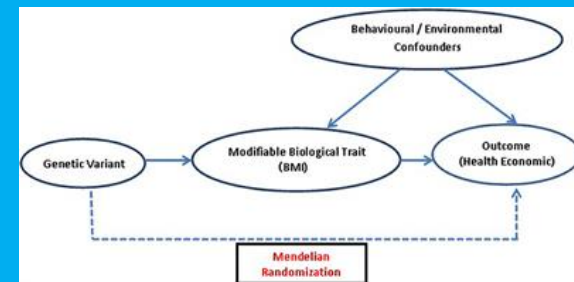 Behavioural / Environmental
Confounders
Genetic Variant
Modifiable Biological Trait
(BMI)
Outcome
(Health Economic)
Mendelian
Randomization